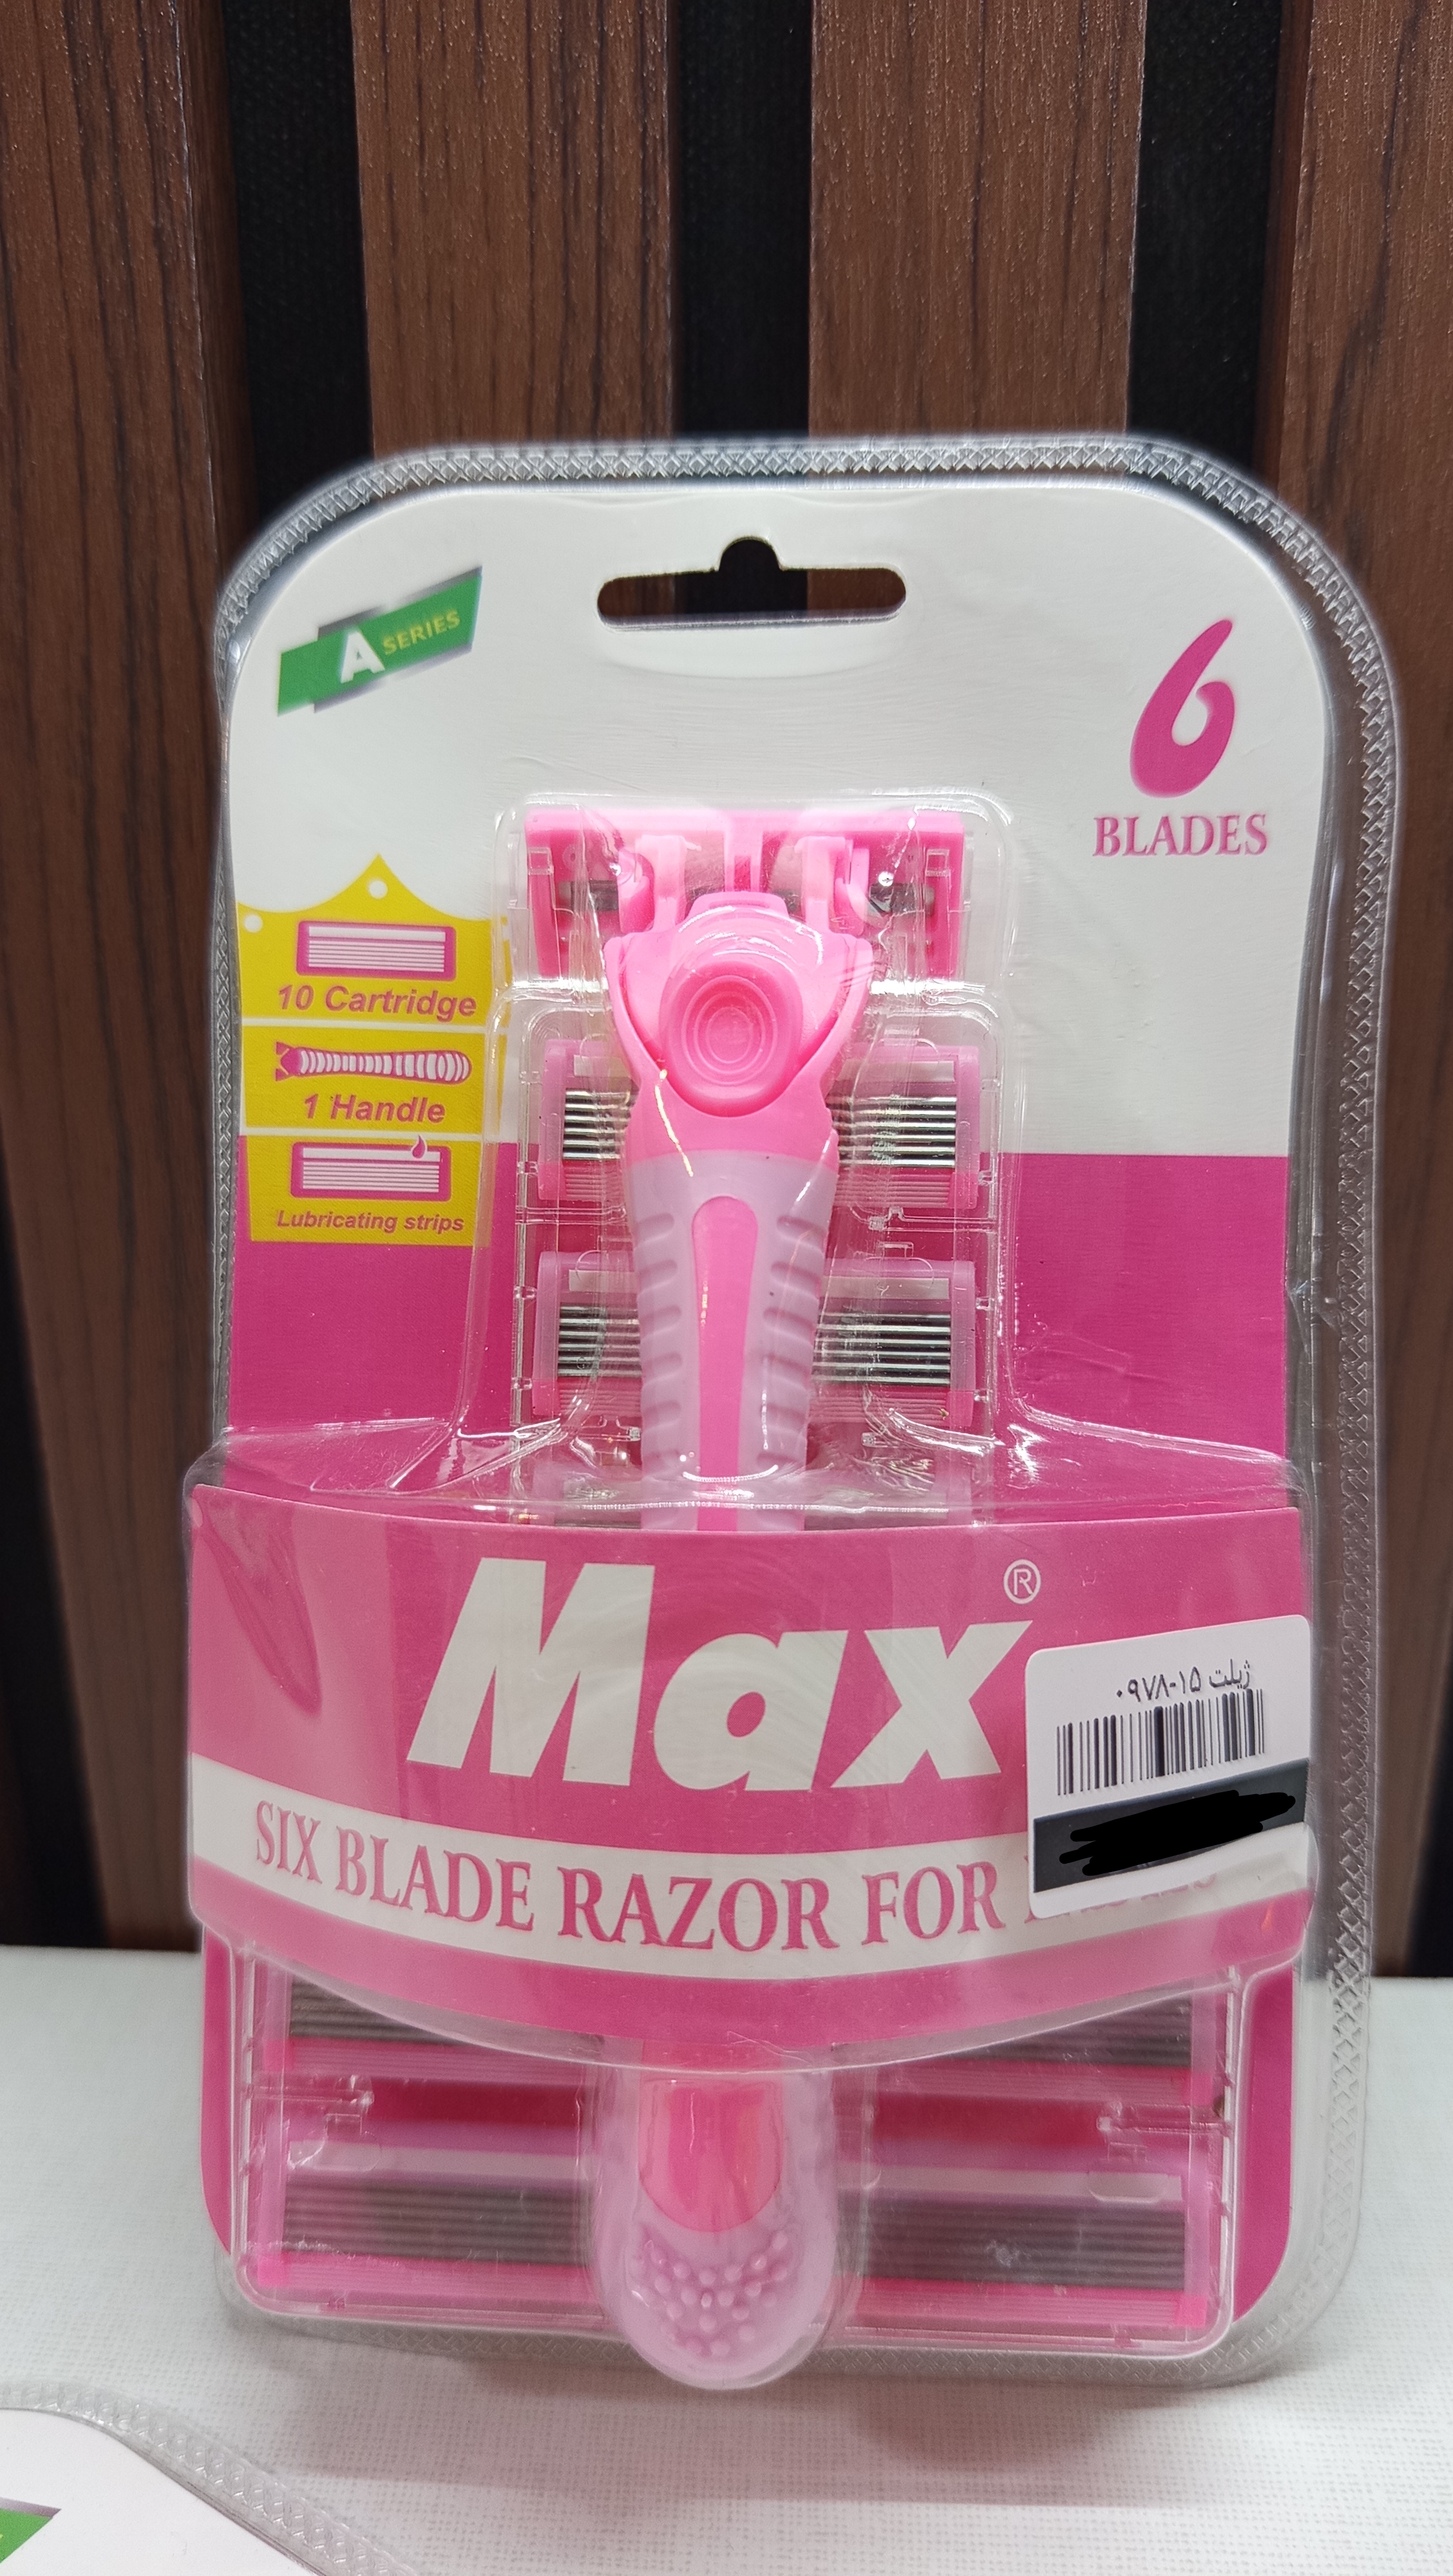 A SERIES
6
BLADES
10 Cartridge
1 Handle
Lubricating strips
Max®
ژیلت ۱۵-۰۹۷۸
SIX BLADE RAZOR FOR